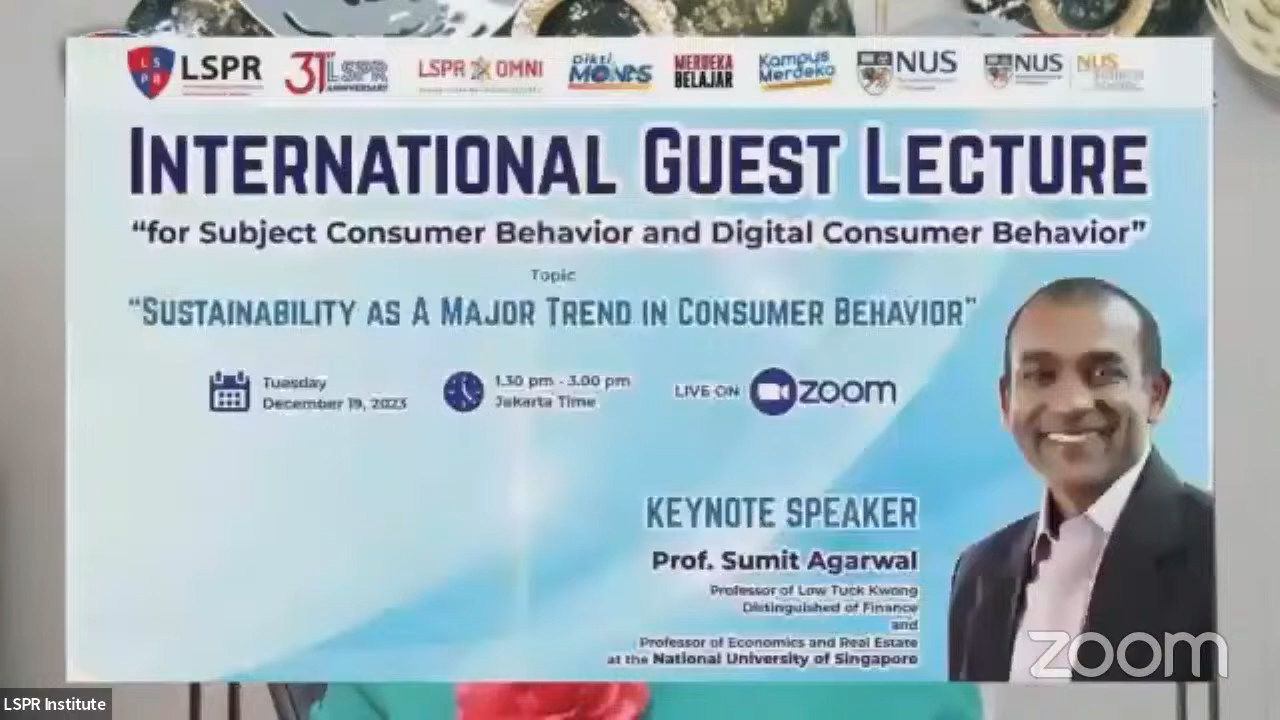 LSPR
LSPR
31 LSPR
ANNIVERSARY
LSPR OMNI
MERDEKA
BELAJAR
Kampus
Merdeka
NUS
NUS
NUS
INTERNATIONAL GUEST LECTURE
“for Subject Consumer Behavior and Digital Consumer Behavior”
Topic
“SUSTAINABILITY AS A MAJOR TREND IN CONSUMER BEHAVIOR”
Tuesday
December 19, 2023
1.30 pm - 3.00 pm
Jakarta Time
LIVE ON zoom
KEYNOTE SPEAKER
Prof. Sumit Agarwal
Professor of Low Tuck Kwong
Distinguished of Finance
and
Professor of Economics and Real Estate
at the National University of Singapore
zoom
LSPR Institute